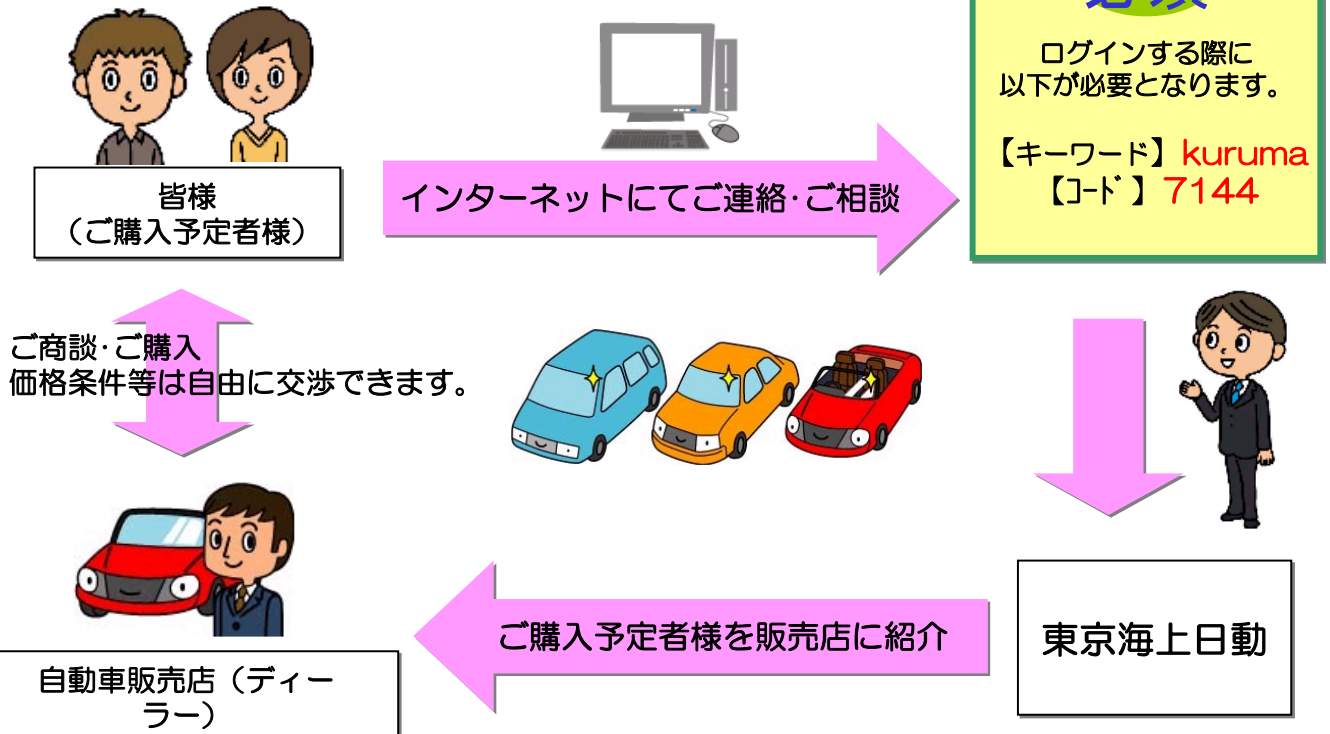 必須
ログインする際に
以下が必要となります。
【キーワード】kuruma
【ｺｰﾄﾞ】7144
皆様
（ご購入予定者様）
インターネットにてご連絡･ご相談
ご商談･ご購入
価格条件等は自由に交渉できます。
ご購入予定者様を販売店に紹介
東京海上日動
自動車販売店（ディー
ラー）